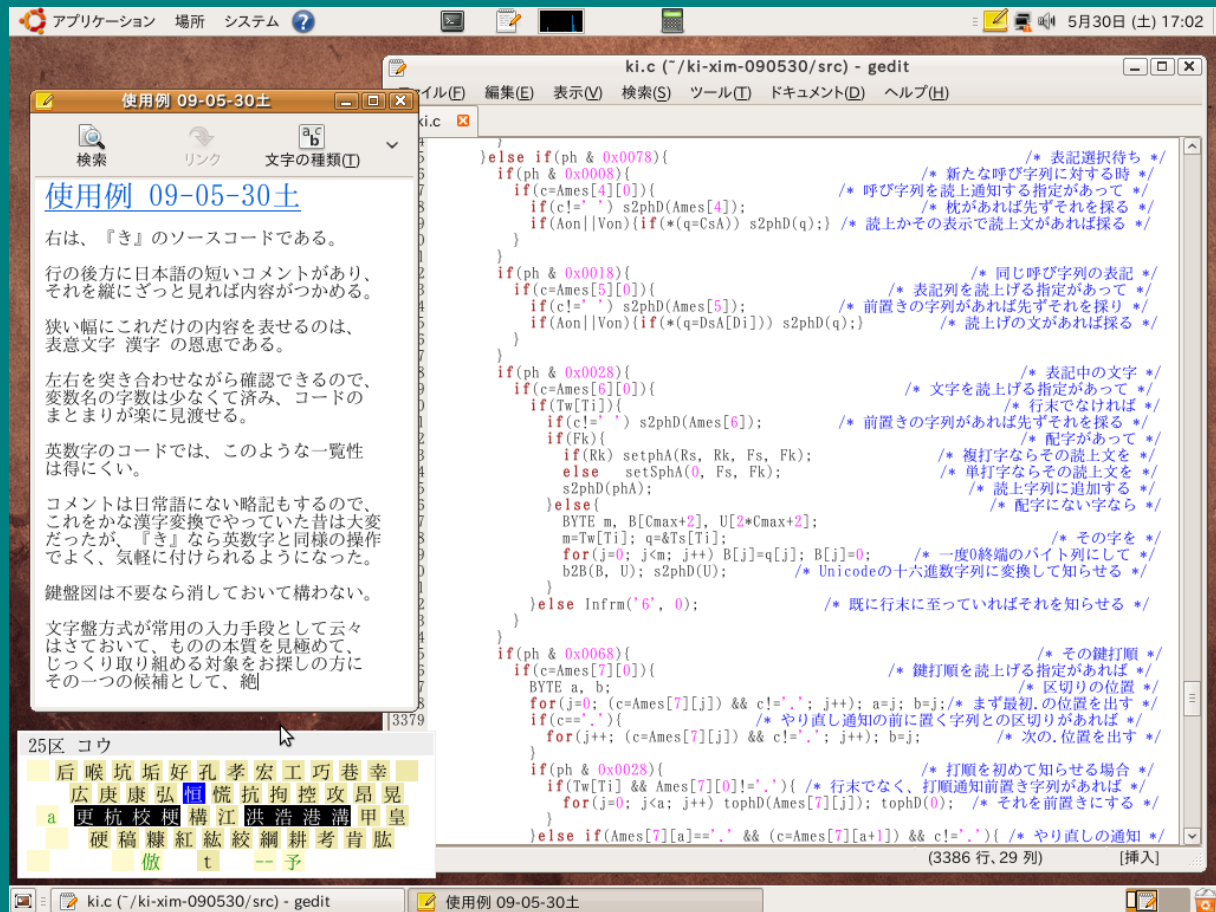 アプリケーション 場所 システム
5月30日 (土) 17:02
ki.c (~/ki-xim-090530/src) - gedit
イル(F) 編集(E) 表示(V) 検索(S) ツール(T) ドキュメント(D) ヘルプ(H)
ki.c
}
}else if(ph & 0x0078){ /* 表記選択待ち */
if(ph & 0x0008){ /* 新たな呼び字列に対する時 */
if(c=Ames[4][0]){ /* 呼び字列を読上通知する指定があって */
if(c!=' ') s2phD(Ames[4]); /* 枕があれば先ずそれを採る */
if(Aon||Von){if(*(q=CsA)) s2phD(q);} /* 読上かその表示で読上文があれば採る */
}
}
if(ph & 0x0018){ /* 同じ呼び字列の表記 */
if(c=Ames[5][0]){ /* 表記列を読上げる指定があって */
if(c!=' ') s2phD(Ames[5]); /* 前置きの字列があれば先ずそれを採り */
if(Aon||Von){if(*(q=DsA[Di])) s2phD(q);} /* 読上げの文があれば採る */
}
}
if(ph & 0x0028){ /* 表記中の文字 */
if(c=Ames[6][0]){ /* 文字を読上げる指定があって */
if(Tw[Ti]){ /* 行末でなければ */
if(c!=' ') s2phD(Ames[6]); /* 前置きの字列があれば先ずそれを採る */
if(Fk){ /* 配字があって */
if(Rk) setphA(Rs, Rk, Fs, Fk); /* 複打字ならその読上文を */
else setSphA(0, Fs, Fk); /* 単打字ならその読上文を */
s2phD(phA); /* 読上字列に追加する */
}else{ /* 配字にない字なら */
BYTE m, B[Cmax+2], U[2*Cmax+2];
m=Tw[Ti]; q=&Ts[Ti]; /* その字を */
for(j=0; j<m; j++) B[j]=q[j]; B[j]=0; /* 一度0終端のバイト列にして */
b2B(B, U); s2phD(U); /* Unicodeの十六進数字列に変換して知らせる */
}
}else Infrm('6', 0); /* 既に行末に至っていればそれを知らせる */
}
}
if(ph & 0x0068){ /* その鍵打順 */
if(c=Ames[7][0]){ /* 鍵打順を読上げる指定があれば */
BYTE a, b; /* 区切りの位置 */
for(j=0; (c=Ames[7][j]) && c!='.'; j++); a=j; b=j;/* まず最初.の位置を出す */
3379 if(c=='.'){ /* やり直し通知の前に置く字列との区切りがあれば */
for(j++; (c=Ames[7][j]) && c!='.'; j++); b=j; /* 次の.位置を出す */
}
if(ph & 0x0028){ /* 打順を初めて知らせる場合 */
if(Tw[Ti] && Ames[7][0]!='.'){ /* 行末でなく、打順通知前置き字列があれば */
for(j=0; j<a; j++) tophD(Ames[7][j]); tophD(0); /* それを前置きにする */
}else if(Ames[7][a]=='.' && (c=Ames[7][a+1]) && c!='.'){ /* やり直しの通知 */
(3386 行、29 列) [挿入]
使用例 09-05-30土
検索 リンク 文字の種類(T)
使用例 09-05-30土
右は、『き』のソースコードである。
行の後方に日本語の短いコメントがあり、
それを縦にざっと見れば内容がつかめる。
狭い幅にこれだけの内容を表せるのは、
表意文字 漢字 の恩恵である。
左右を突き合わせながら確認できるので、
変数名の字数は少なくて済み、コードの
まとまりが楽に見渡せる。
英数字のコードでは、このような一覧性
は得にくい。
コメントは日常語にない略記もするので、
これをかな漢字変換でやっていた昔は大変
だったが、『き』なら英数字と同様の操作
でよく、気軽に付けられるようになった。
鍵盤図は不要なら消しておいて構わない。
文字盤方式が常用の入力手段として云々
はさておいて、ものの本質を見極めて、
じっくり取り組める対象をお探しの方に
その一つの候補として、絶
25区 コウ
后 喉 坑 垢 好 孔 孝 宏 工 巧 巷 幸
広 庚 康 弘 恒 慌 抗 拘 控 攻 昂 晃
a 更 杭 校 梗 構 江 洪 浩 港 溝 甲 皇
硬 稿 糠 紅 紘 絞 綱 耕 考 肯 肱
倣 t -- 予
ki.c (~/ki-xim-090530/src) - gedit
使用例 09-05-30土